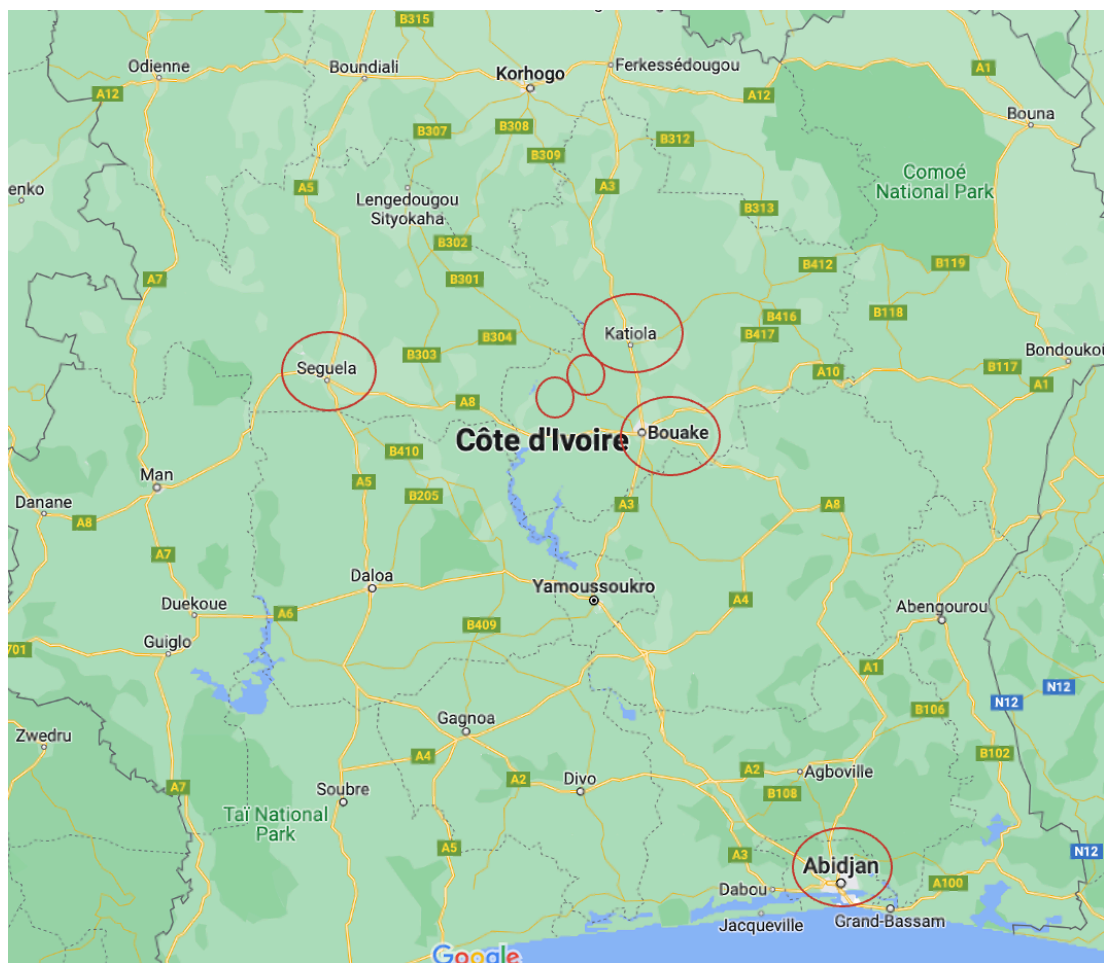 B315
Odienne
Boundiali
Korhogo
Ferkessédougou
A1
A12
A12
Bouna
B307
B308
B312
B309
Comoé
National Park
enko
A5
A3
Lengedougou
Sityokaha
B313
B302
B412
B119
A7
B301
B118
B416
Katiola
B417
B304
B303
Bondoukou
Seguela
B117
A10
A1
A8
Côte d'Ivoire
Bouake
B410
Man
A5
B205
A3
A8
Danane
A8
A7
Daloa
Yamoussoukro
A4
Duekoue
A6
Abengourou
B409
Guiglo
701
A1
N12
N12
B106
Gagnoa
Zwedru
A4
B102
A2
Agboville
A2
Divo
A7
Soubre
B108
Taï National
Park
A5
A3
N12
Abidjan
A100
Dabou
Jacqueville
Grand-Bassam
Google